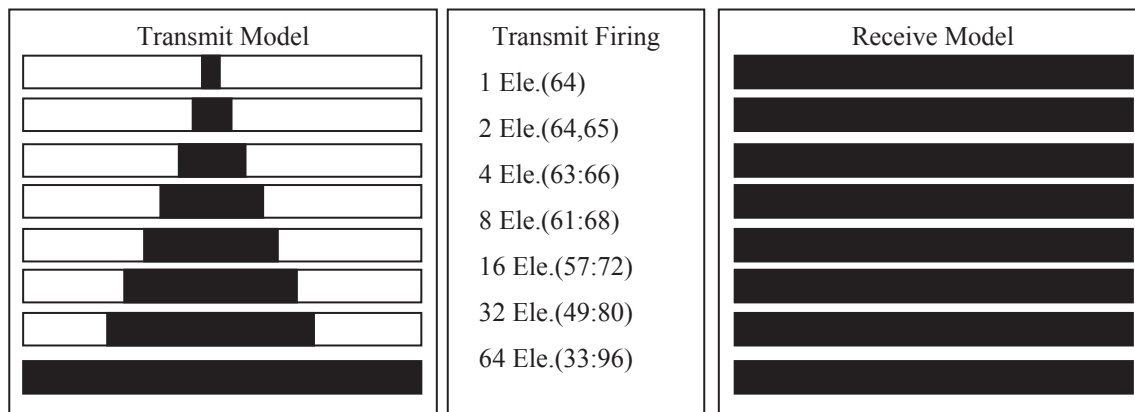 Transmit Model
Transmit Firing
1 Ele.(64)
2 Ele.(64,65)
4 Ele.(63:66)
8 Ele.(61:68)
16 Ele.(57:72)
32 Ele.(49:80)
64 Ele.(33:96)
Receive Model